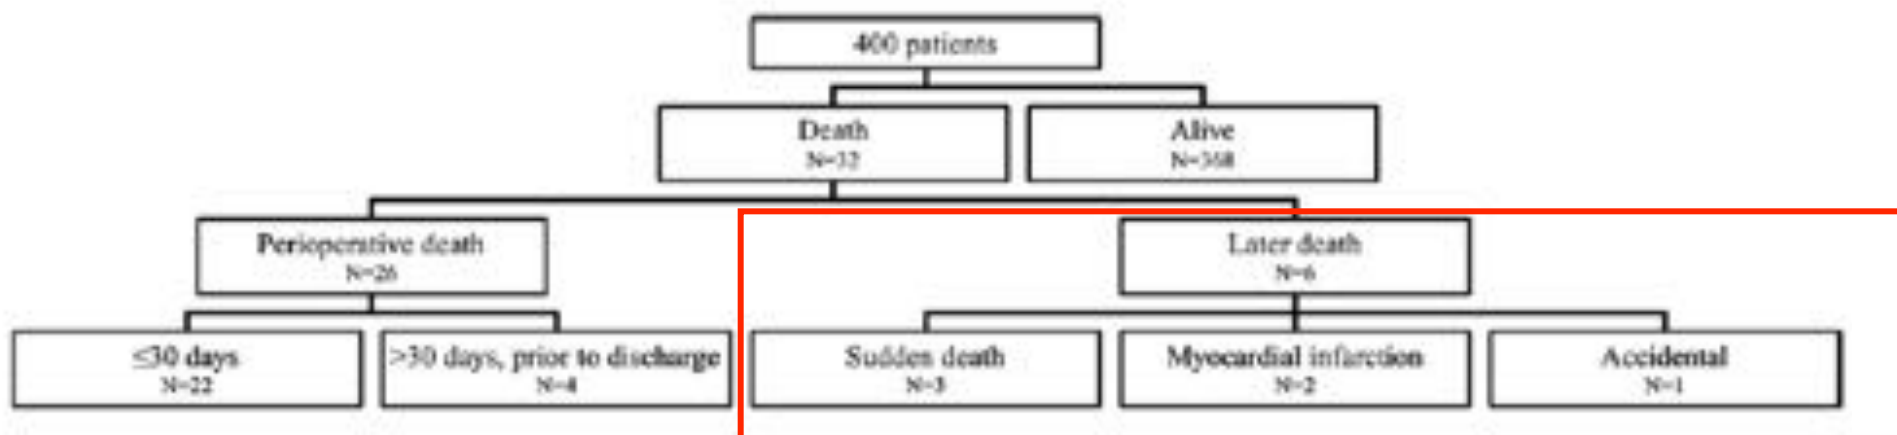 400 patients
Death
N=32
Alive
N=368
Perioperative death
N=26
Later death
N=6
≤30 days
N=22
>30 days, prior to discharge
N=4
Sudden death
N=3
Myocardial infarction
N=2
Accidental
N=1